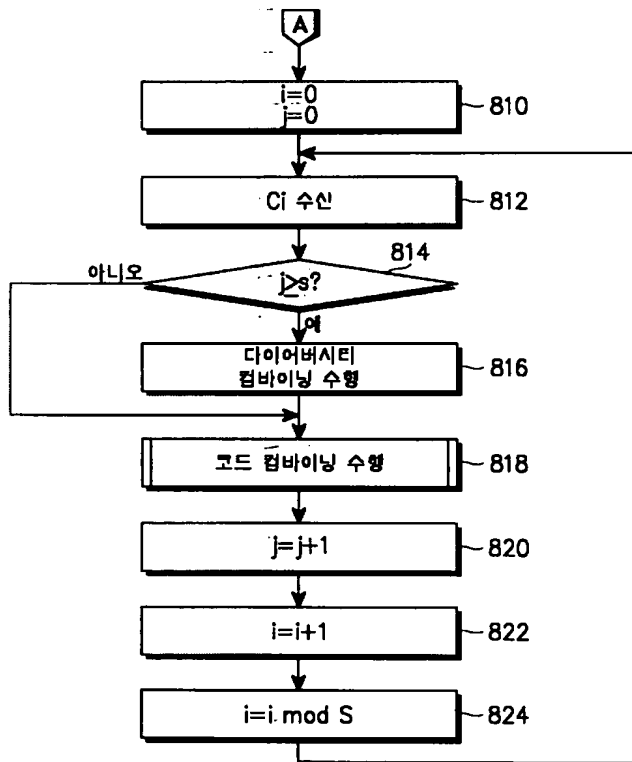 A
i=0
j=0
810
Ci 수신
812
814
아니오
j≥s?
예
다이어버시티
컴바이닝 수행
816
코드 컴바이닝 수행
818
j=j+1
820
i=i+1
822
i=i mod S
824